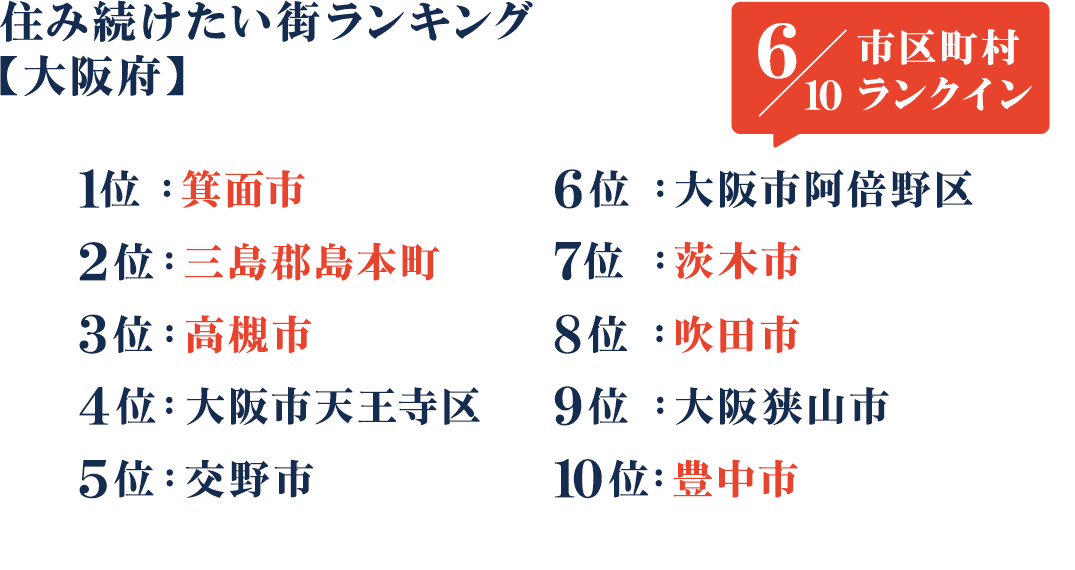 住み続けたい街ランキング
【大阪府】
6/10 市区町村
ランクイン
1位：箕面市
2位：三島郡島本町
3位：高槻市
4位：大阪市天王寺区
5位：交野市
6位：大阪市阿倍野区
7位：茨木市
8位：吹田市
9位：大阪狭山市
10位：豊中市